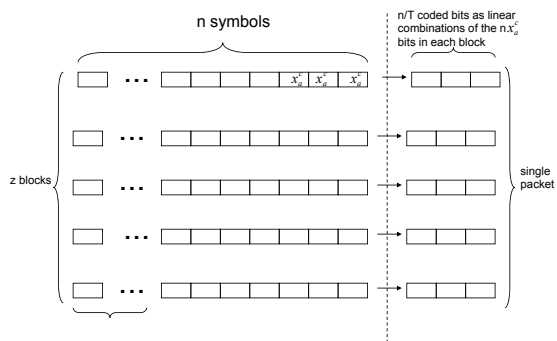 n symbols
n/T coded bits as linear
combinations of the n.x_a^c
bits in each block
x_a^c x_a^c x_a^c
z blocks
single
packet